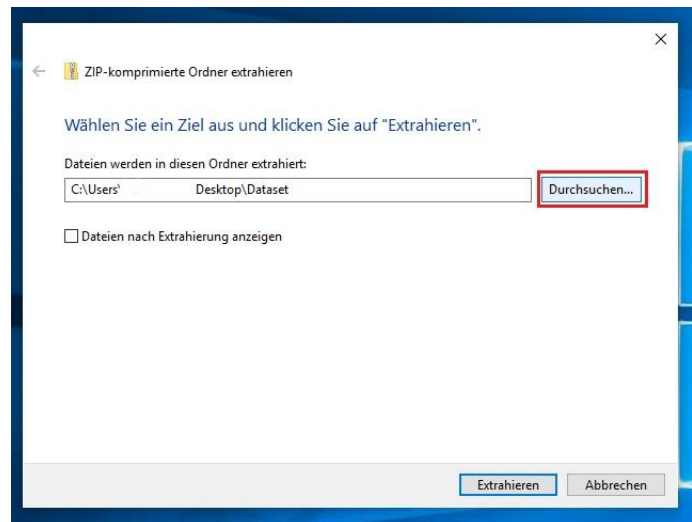 ZIP-komprimierte Ordner extrahieren
Wählen Sie ein Ziel aus und klicken Sie auf "Extrahieren".
Dateien werden in diesen Ordner extrahiert:
C:\Users' Desktop\Dataset Durchsuchen...
Dateien nach Extrahierung anzeigen
Extrahieren Abbrechen